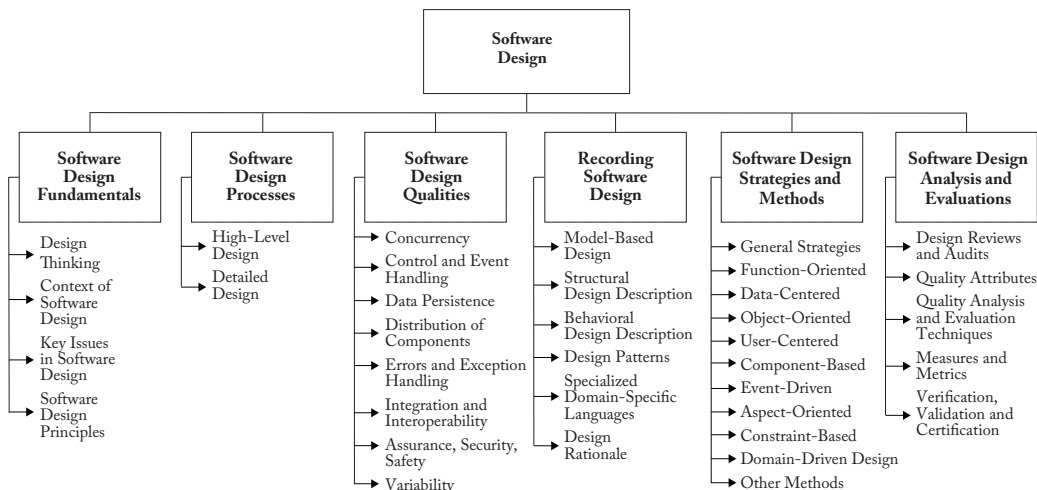 Software
Design
Software
Design
Fundamentals
Design
Thinking
Context of
Software
Design
Key Issues
in Software
Design
Software
Design
Principles
Software
Design
Processes
High-Level
Design
Detailed
Design
Software
Design
Qualities
Concurrency
Control and Event
Handling
Data Persistence
Distribution of
Components
Errors and Exception
Handling
Integration and
Interoperability
Assurance, Security,
Safety
Variability
Recording
Software
Design
Model-Based
Design
Structural
Design Description
Behavioral
Design Description
Design Patterns
Specialized
Domain-Specific
Languages
Design
Rationale
Software Design
Strategies and
Methods
General Strategies
Function-Oriented
Data-Centered
Object-Oriented
User-Centered
Component-Based
Event-Driven
Aspect-Oriented
Constraint-Based
Domain-Driven Design
Other Methods
Software Design
Analysis and
Evaluations
Design Reviews
and Audits
Quality Attributes
Quality Analysis
and Evaluation
Techniques
Measures and
Metrics
Verification,
Validation and
Certification